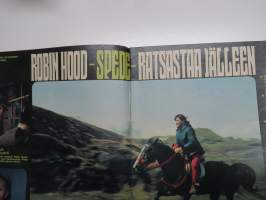 ROBIN HOOD - SPEDE - RATSASTAA JÄLLEEN